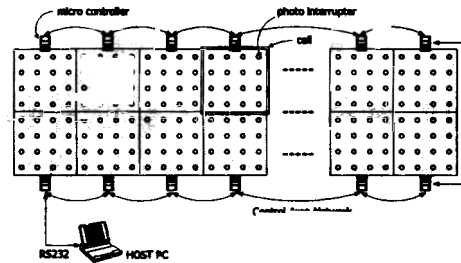 micro controller
photo interrupter
cell
RS232
HOST PC